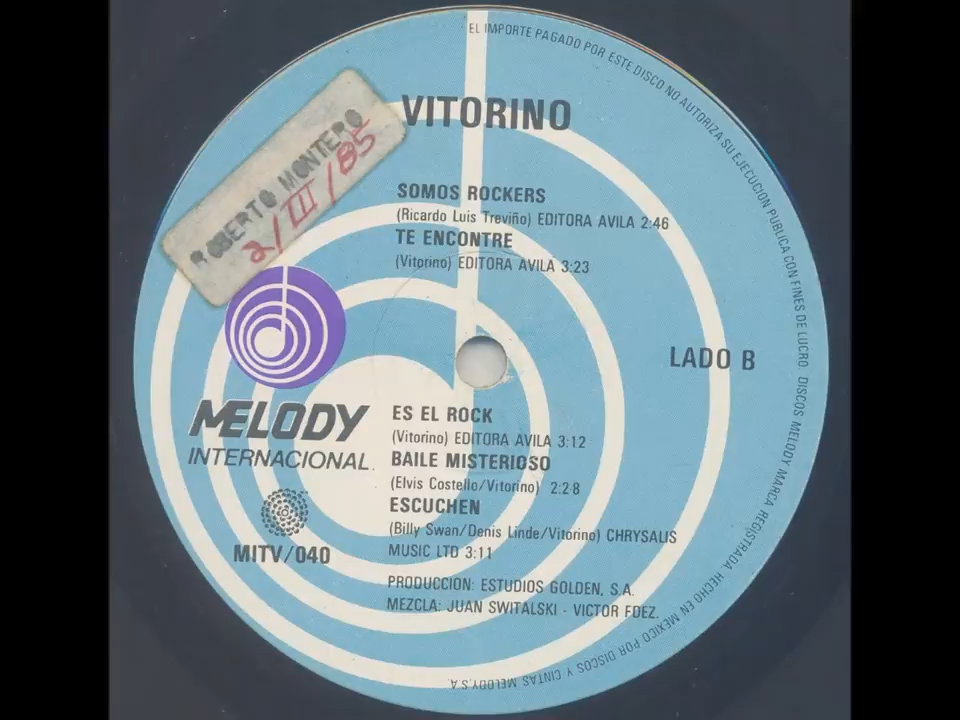 EL IMPORTE PAGADO POR ESTE DISCO NO AUTORIZA SU EJECUCION PUBLICA CON FINES DE LUCRO. DISCOS MELODY MARCA REGISTRADA. HECHO EN MEXICO POR DISCOS Y CINTAS MELODY, S.A.
ROBERTO MONTERO
2/III/85
VITORINO
SOMOS ROCKERS
(Ricardo Luis Treviño) EDITORA AVILA 2:46
TE ENCONTRE
(Vitorino) EDITORA AVILA 3:23
LADO B
MELODY
INTERNACIONAL
MITV/040
ES EL ROCK
(Vitorino) EDITORA AVILA 3:12
BAILE MISTERIOSO
(Elvis Costello/Vitorino) 2:28
ESCUCHEN
(Billy Swan/Denis Linde/Vitorino) CHRYSALIS
MUSIC LTD 3:11
PRODUCCION: ESTUDIOS GOLDEN, S.A.
MEZCLA: JUAN SWITALSKI - VICTOR FDEZ.